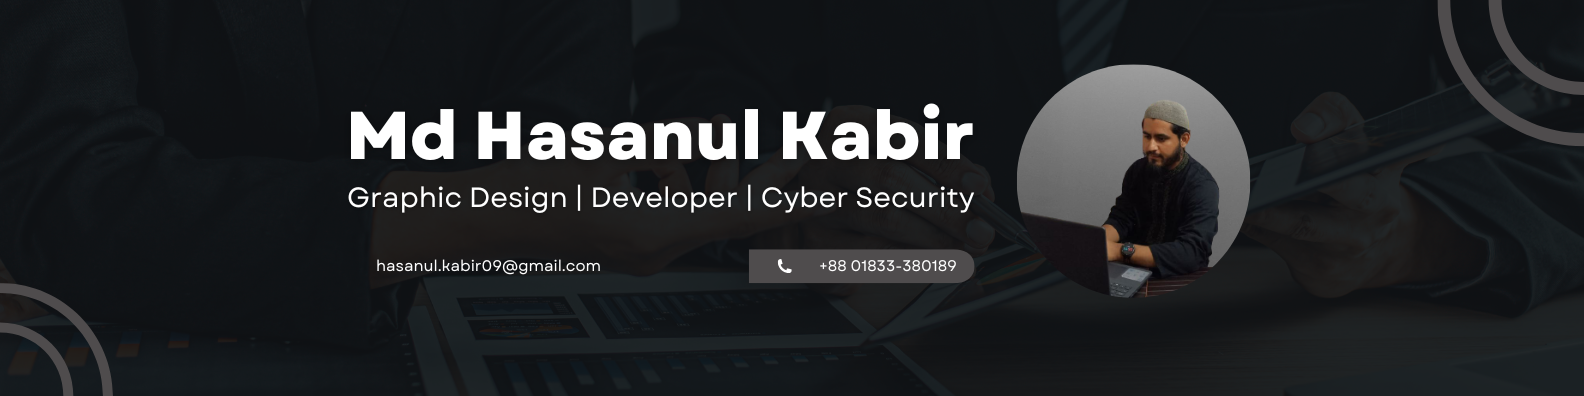 Md Hasanul Kabir
Graphic Design | Developer | Cyber Security
hasanul.kabir09@gmail.com
+88 01833-380189